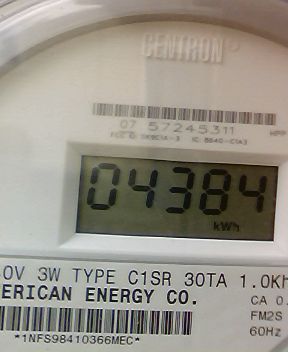 CENTRON®
07 57245311
04384
kWh
0V 3W TYPE C1SR 30TA 1.0Kh
ERICAN ENERGY CO.
CA 0.
FM2S
60Hz
*1NFS98410366MEC*